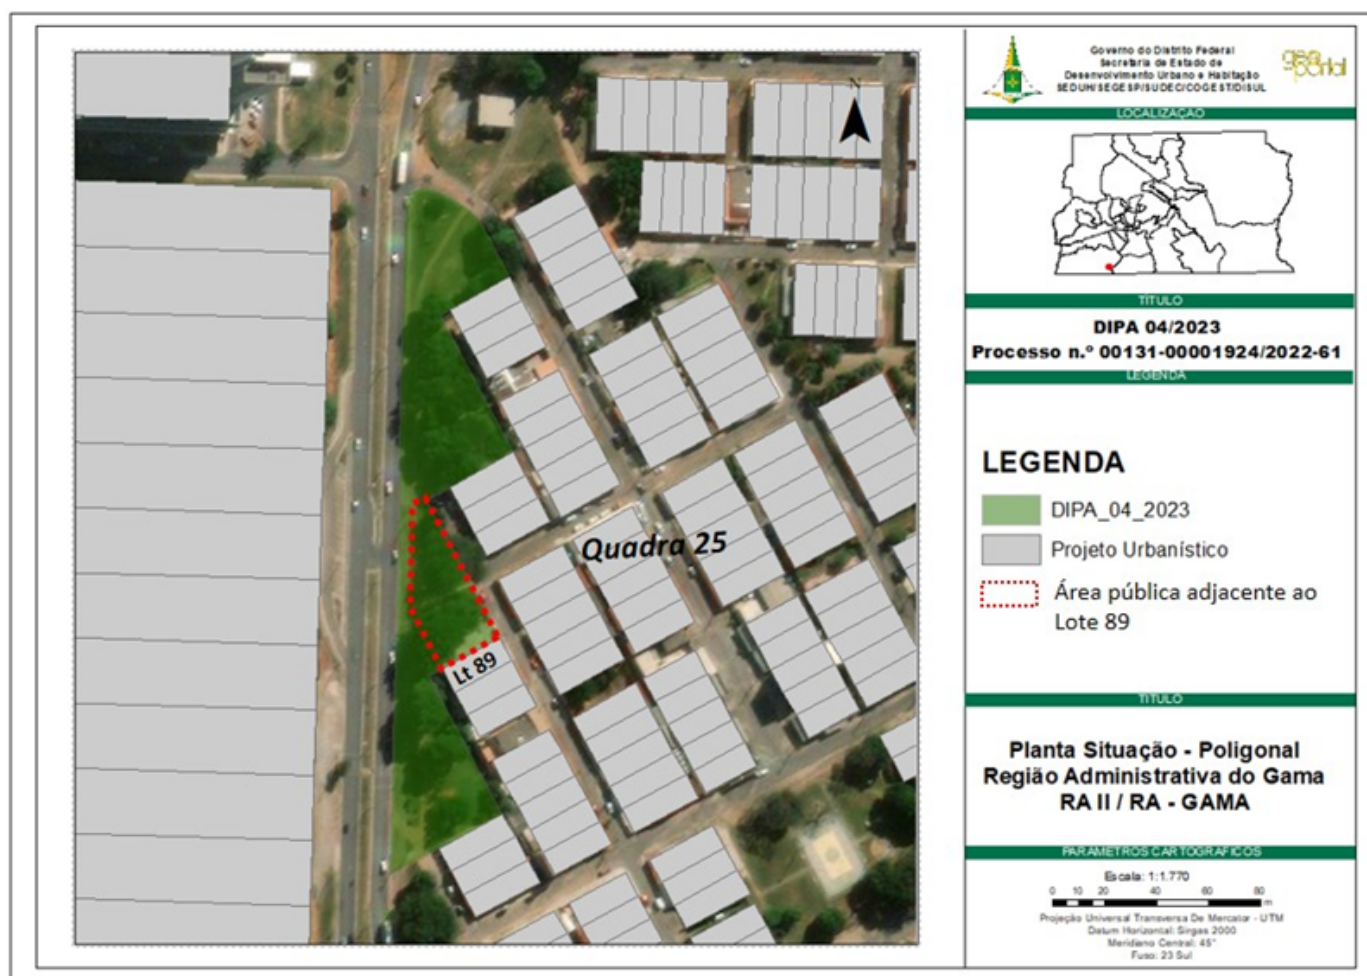 N
Quadra 25
Lt 89
Governo do Distrito Federal
Secretaria de Estado de
Desenvolvimento Urbano e Habitação
SEDUH/SEGESP/SUDEC/COGEST/DISUL
geo
portal
LOCALIZAÇÃO
TÍTULO
DIPA 04/2023
Processo n.º 00131-00001924/2022-61
LEGENDA
LEGENDA
DIPA_04_2023
Projeto Urbanístico
Área pública adjacente ao
Lote 89
TÍTULO
Planta Situação - Poligonal
Região Administrativa do Gama
RA II / RA - GAMA
PARÂMETROS CARTOGRÁFICOS
Escala: 1:1.770
0 10 20 40 60 80
m
Projeção Universal Transversa De Mercator - UTM
Datum Horizontal: Sirgas 2000
Meridiano Central: 45°
Fuso: 23 Sul